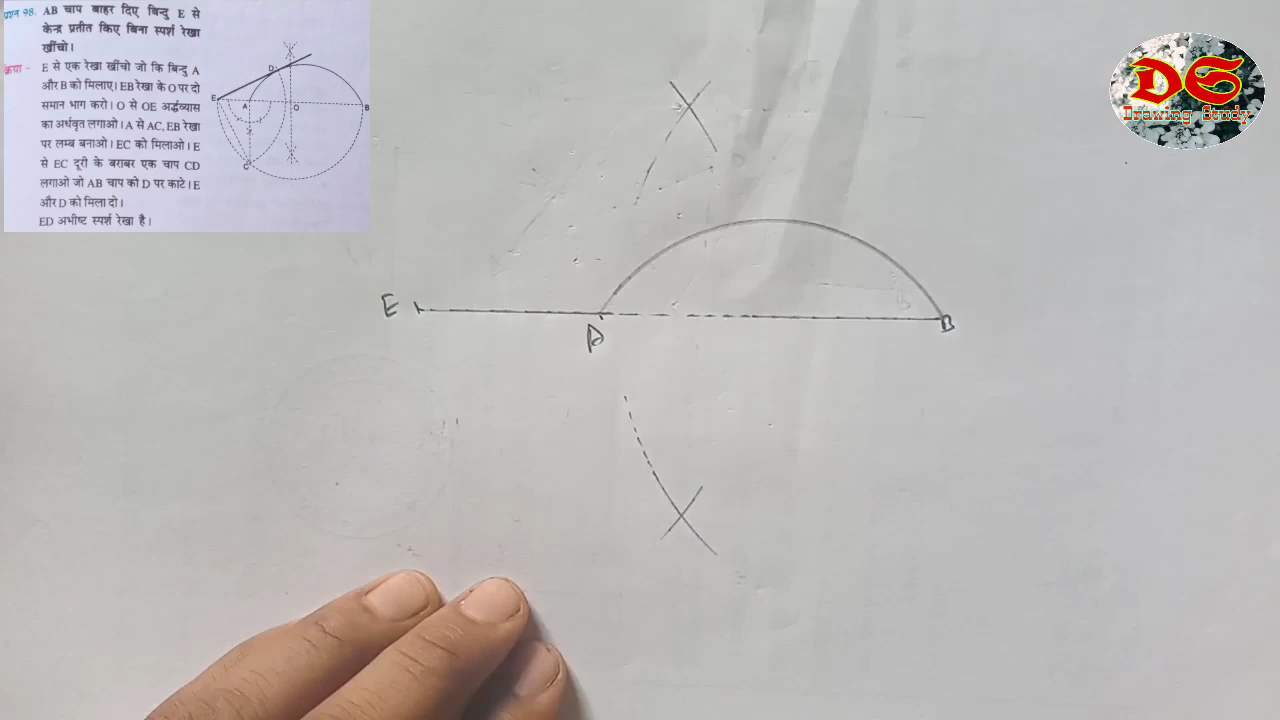 प्रश्न 98. AB चाप बाहर दिए बिन्दु E से
केन्द्र प्रतीत किए बिना स्पर्श रेखा
खींचो।
क्रिया - E से एक रेखा खींचो जो कि बिन्दु A
और B को मिलाए। EB रेखा के O पर दो
समान भाग करो। O से OE अर्द्धव्यास
का अर्धवृत लगाओ। A से AC, EB रेखा
पर लम्ब बनाओ। EC को मिलाओ। E
से EC दूरी के बराबर एक चाप CD
लगाओ जो AB चाप को D पर काटे। E
और D को मिला दो।
ED अभीष्ट स्पर्श रेखा है।
D
E
A
O
B
C
DS
Drawing Study
E
A
B